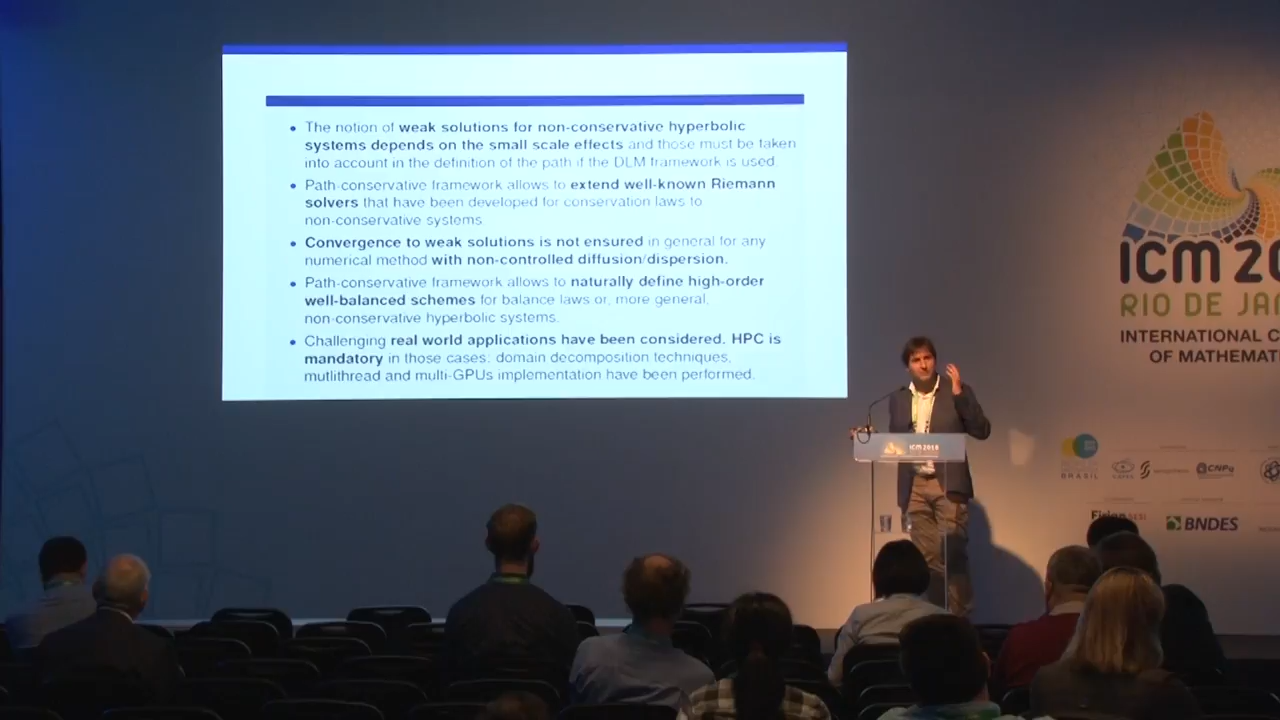 • The notion of weak solutions for non-conservative hyperbolic
systems depends on the small scale effects and those must be taken
into account in the definition of the path if the DLM framework is used.
• Path-conservative framework allows to extend well-known Riemann
solvers that have been developed for conservation laws to
non-conservative systems
• Convergence to weak solutions is not ensured in general for any
numerical method with non-controlled diffusion/dispersion.
• Path-conservative framework allows to naturally define high-order
well-balanced schemes for balance laws or, more general,
non-conservative hyperbolic systems.
• Challenging real world applications have been considered. HPC is
mandatory in those cases: domain decomposition techniques,
mutlithread and multi-GPUs implementation have been performed.
ICM 20
RIO DE JA
INTERNATIONAL C
OF MATHEMAT
ICM 2018
BRASIL
CNPq
Firjan SESI
BNDES